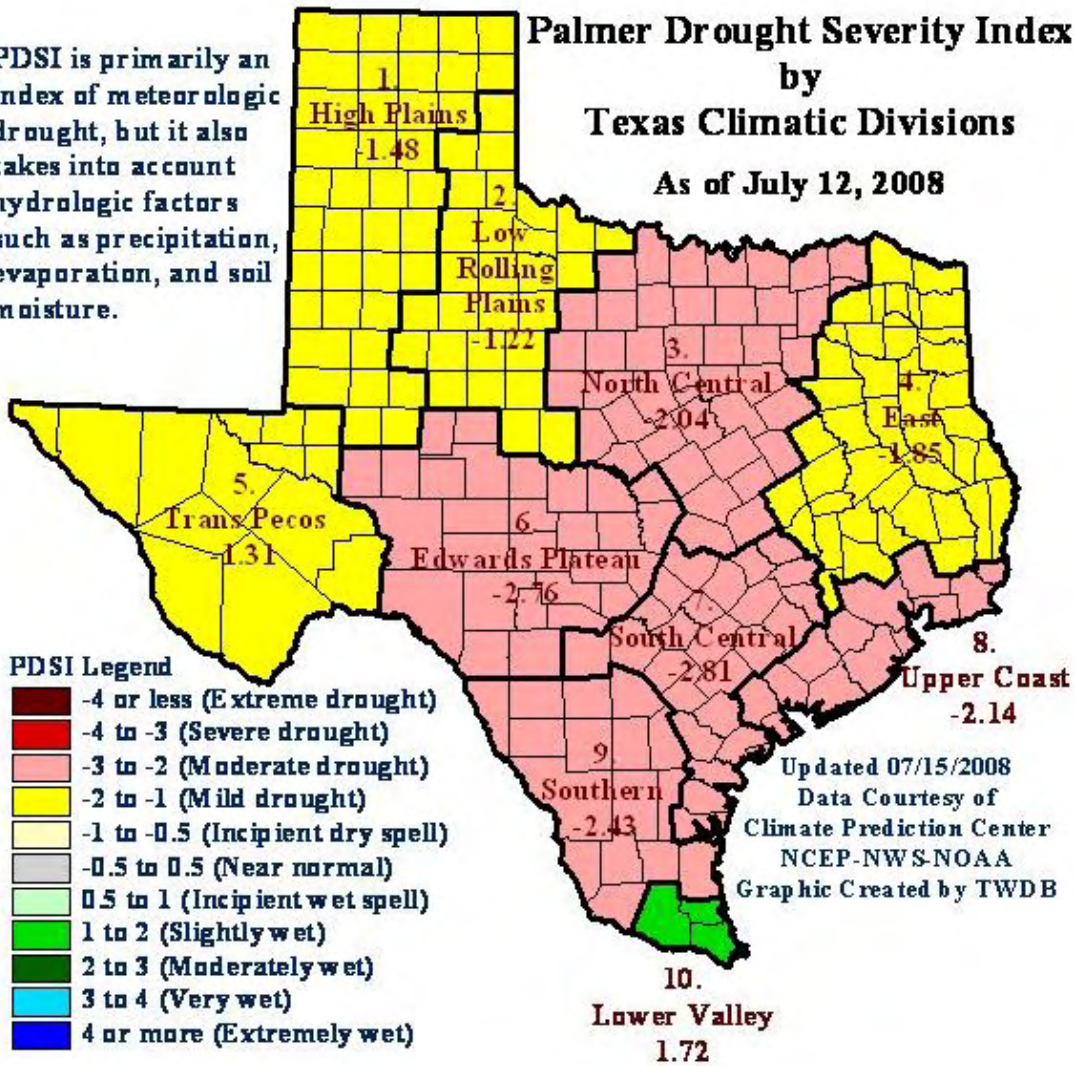 Palmer Drought Severity Index
by
Texas Climatic Divisions
As of July 12, 2008
PDSI is primarily an
index of meteorologic
drought, but it also
takes into account
hydrologic factors
such as precipitation,
evaporation, and soil
moisture.
1.
High Plains
-1.48
2.
Low
Rolling
Plains
-1.22
3.
North Central
-2.04
4.
East
-1.85
5.
Trans Pecos
-1.31
6.
Edwards Plateau
-2.76
7.
South Central
-2.81
8.
Upper Coast
-2.14
9.
Southern
-2.43
10.
Lower Valley
1.72
PDSI Legend
-4 or less (Extreme drought)
-4 to -3 (Severe drought)
-3 to -2 (Moderate drought)
-2 to -1 (Mild drought)
-1 to -0.5 (Incipient dry spell)
-0.5 to 0.5 (Near normal)
0.5 to 1 (Incipient wet spell)
1 to 2 (Slightly wet)
2 to 3 (Moderately wet)
3 to 4 (Very wet)
4 or more (Extremely wet)
Updated 07/15/2008
Data Courtesy of
Climate Prediction Center
NCEP-NWS-NOAA
Graphic Created by TWDB